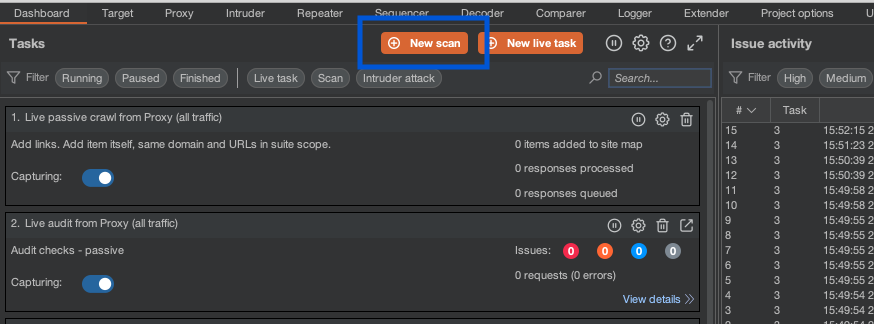 Dashboard Target Proxy Intruder Repeater Sequencer Decoder Comparer Logger Extender Project options
Tasks New scan New live task
Filter Running Paused Finished Live task Scan Intruder attack Search...
1. Live passive crawl from Proxy (all traffic)
Add links. Add item itself, same domain and URLs in suite scope. 0 items added to site map
0 responses processed
Capturing:
0 responses queued
2. Live audit from Proxy (all traffic)
Audit checks - passive Issues: 0 0 0 0
0 requests (0 errors)
Capturing:
View details
Issue activity
Filter High Medium
# Task
15 3 15:52:15 2
14 3 15:51:23 2
13 3 15:50:39 2
12 3 15:50:39 2
11 3 15:49:58 2
10 3 15:49:58 2
9 3 15:49:55 2
8 3 15:49:55 2
7 3 15:49:55 2
6 3 15:49:55 2
5 3 15:49:55 2
4 3 15:49:54 2
3 3 15:49:54 2
2 3 15:49:54 2